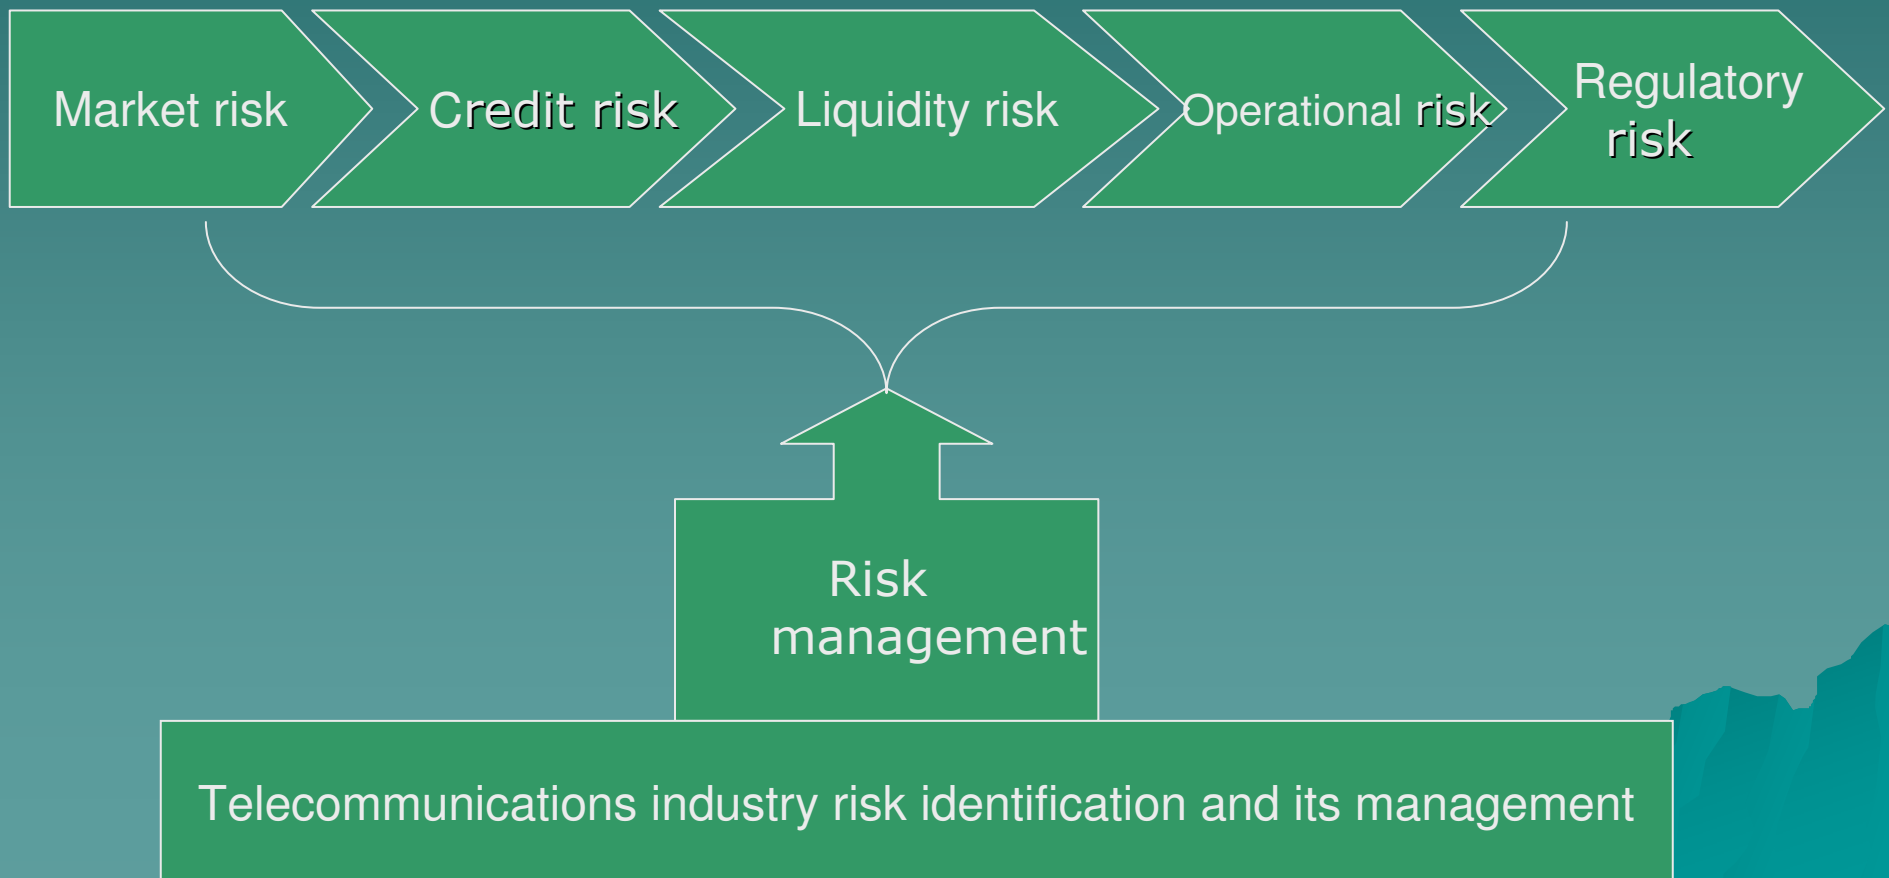 Market risk
Credit risk
Liquidity risk
Operational risk
Regulatory
risk
Risk
management
Telecommunications industry risk identification and its management